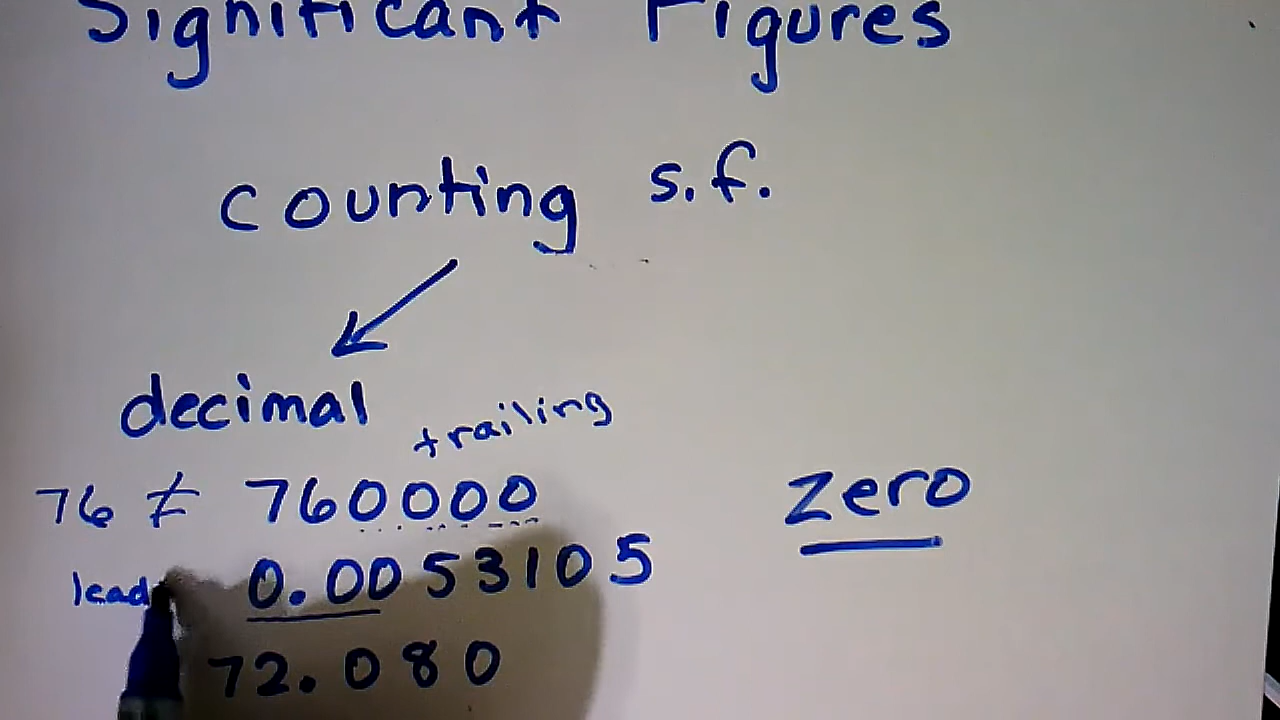 Significant Figures
counting s.f.
decimal
trailing
76 ≠ 760000
zero
lead 0.0053105
72.080